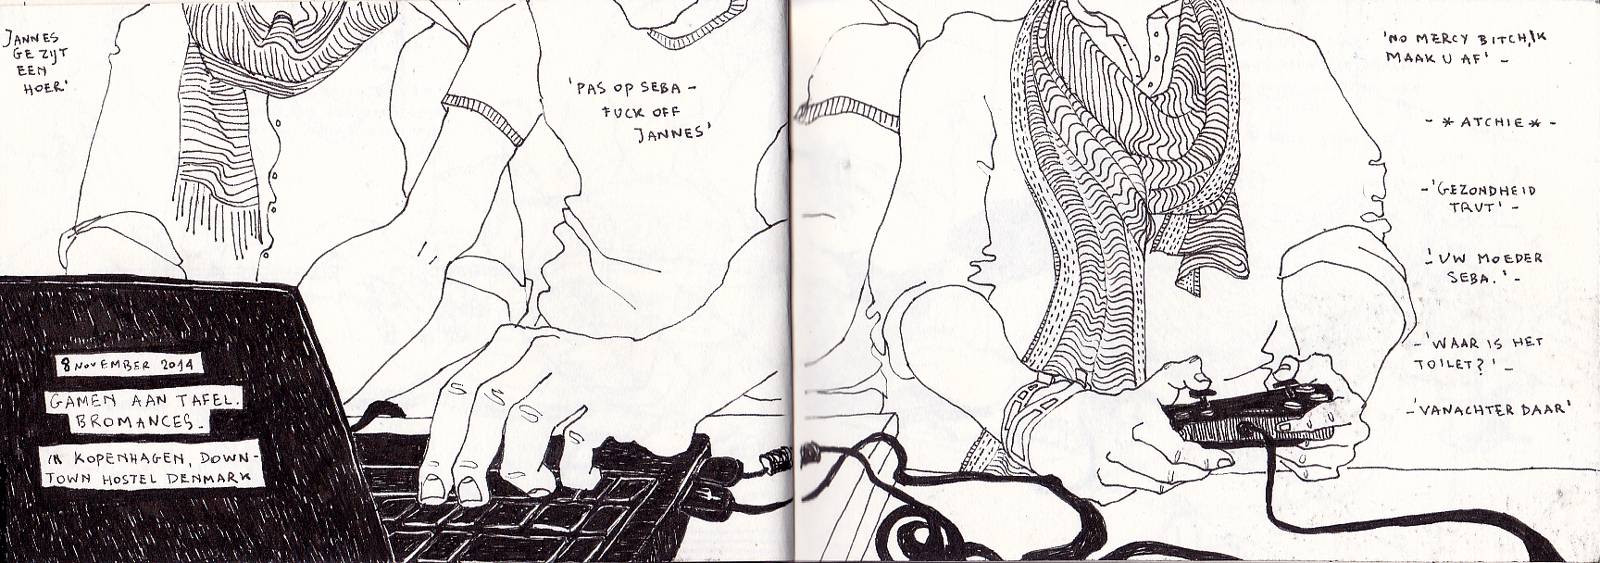 JANNES
GE ZIJT
EEN
HOER'
'PAS OP SEBA -
FUCK OFF
JANNES'
8 NOVEMBER 2014
GAMEN AAN TAFEL.
BROMANCES.
IN KOPENHAGEN, DOWN-
TOWN HOSTEL DENMARK
'NO MERCY BITCH, IK
MAAK U AF' -
- * ATCHIE * -
- 'GEZONDHEID
TRUT' -
- 'UW MOEDER
SEBA.' -
- 'WAAR IS HET
TOILET?' -
- 'VANACHTER DAAR'